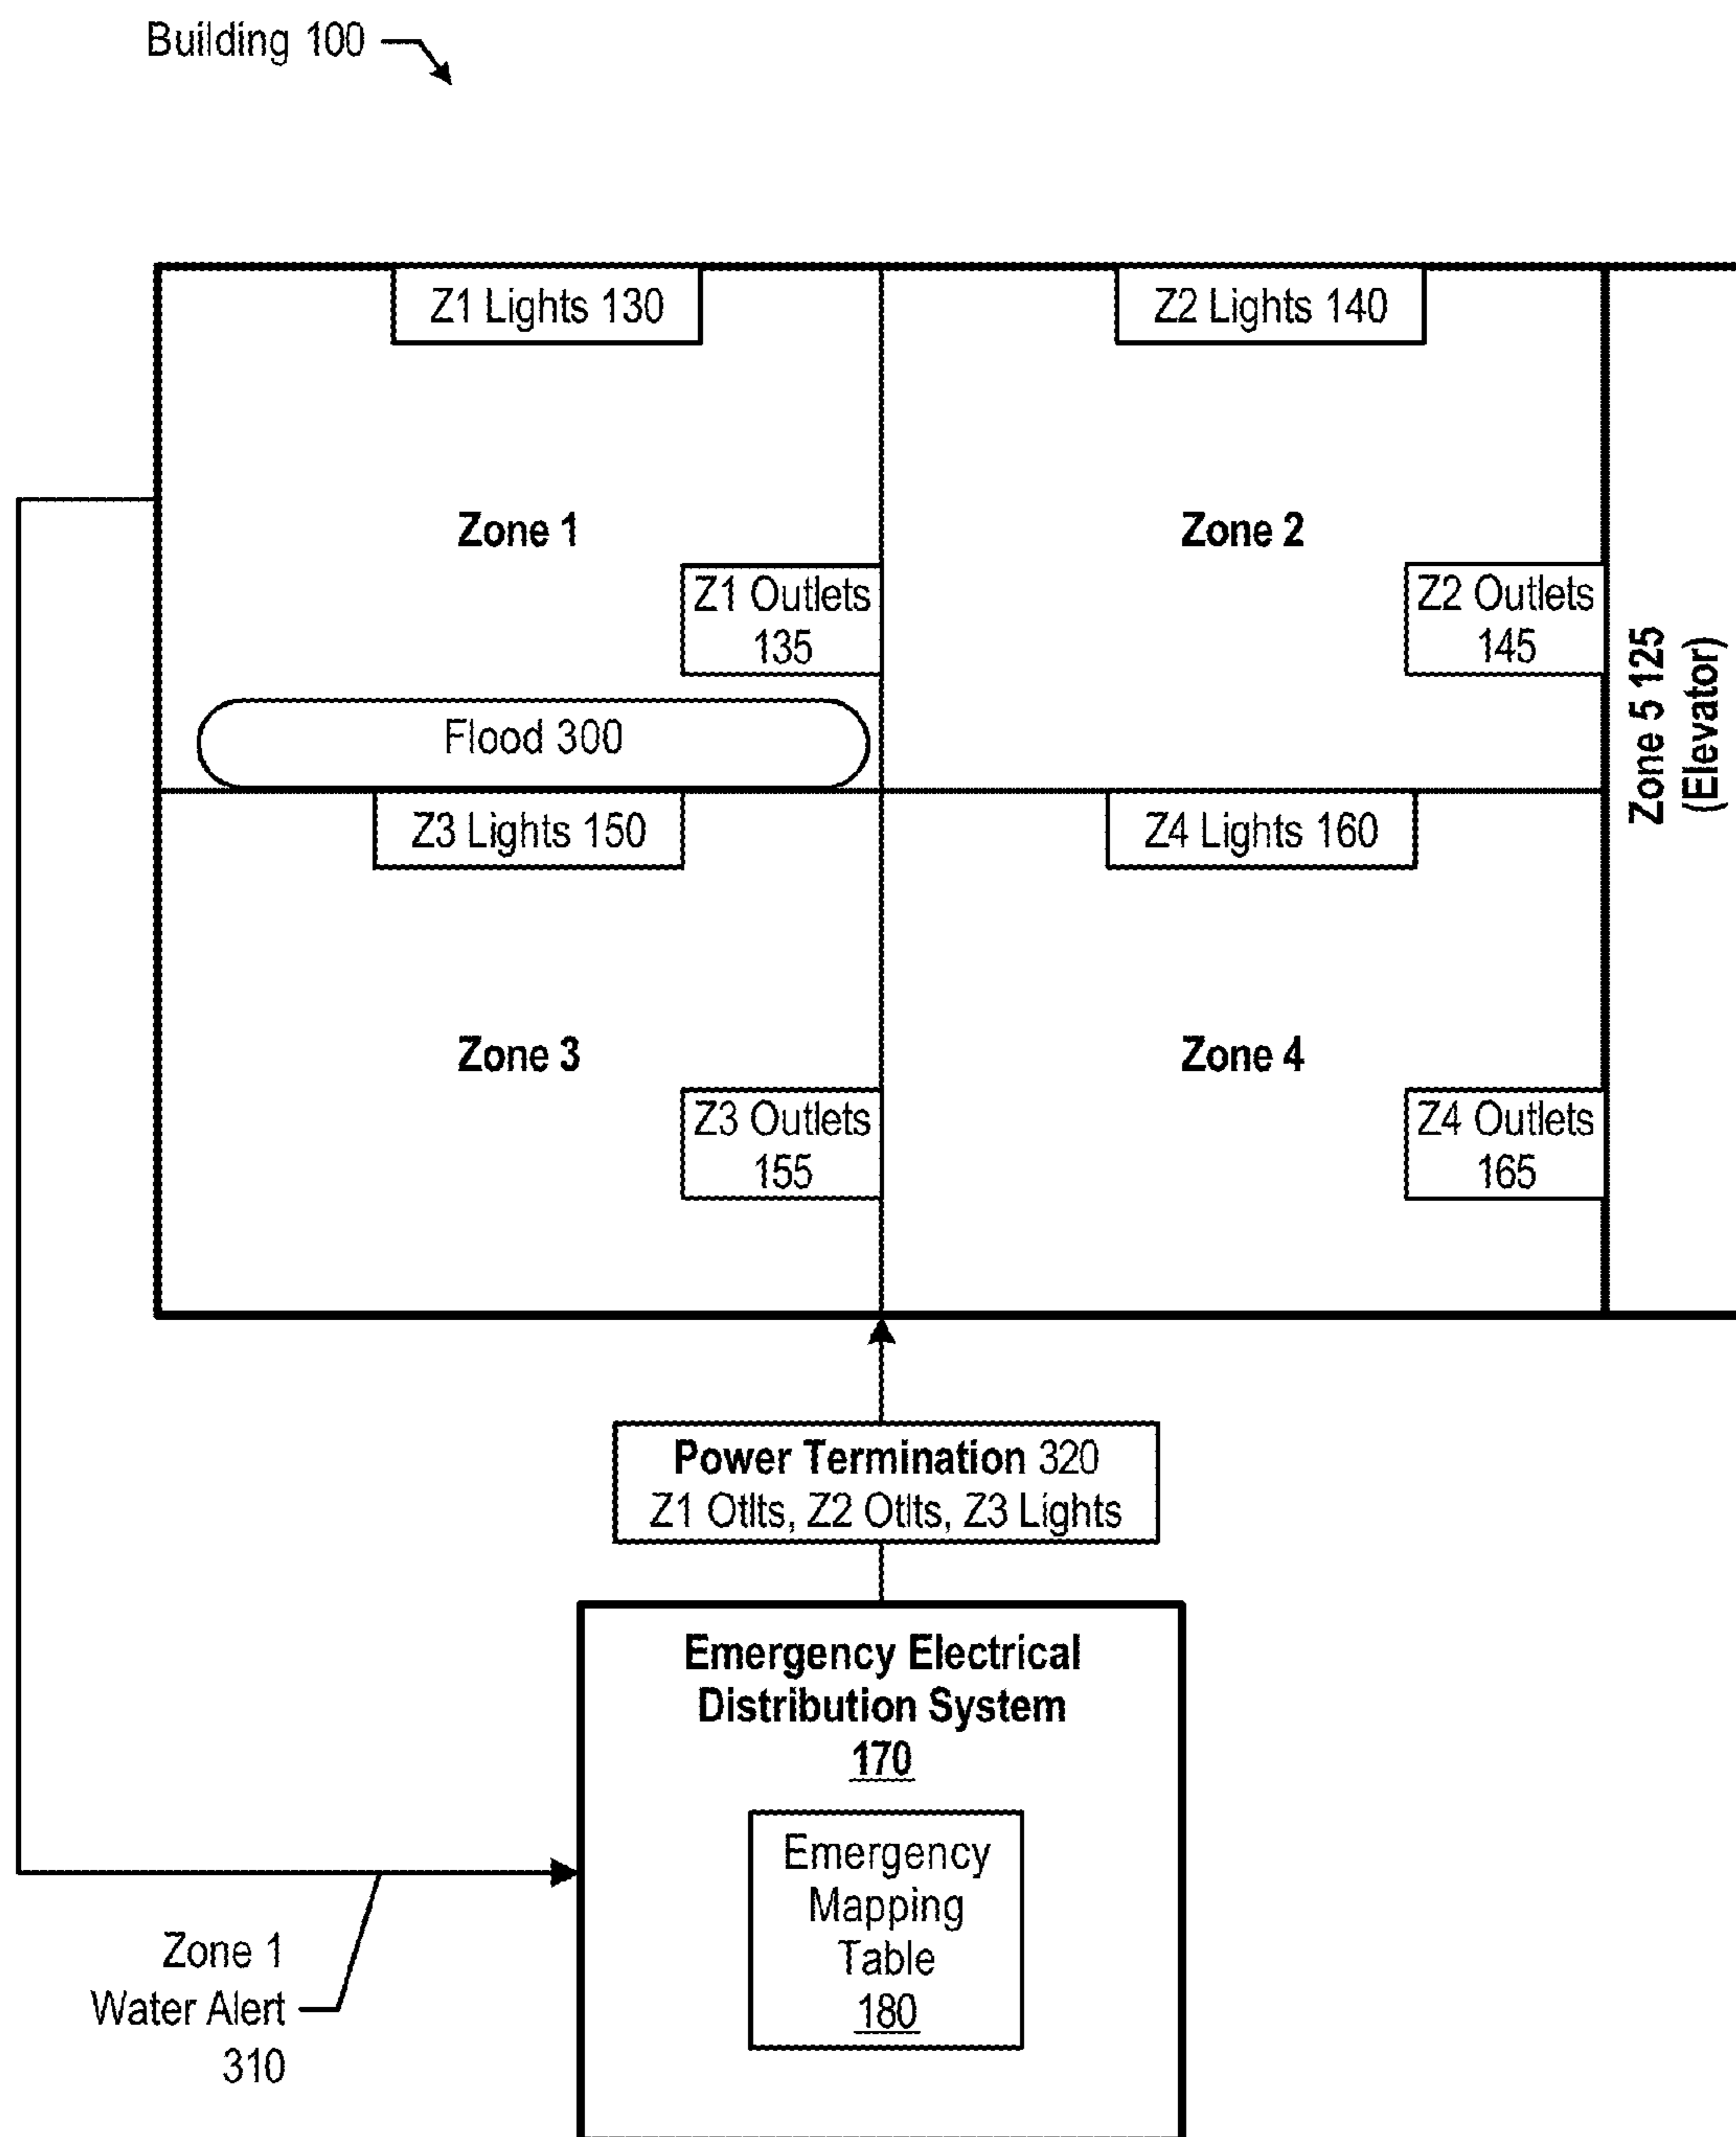 Building 100
Z1 Lights 130
Z2 Lights 140
Zone 1
Zone 2
Z1 Outlets
135
Z2 Outlets
145
Zone 5 125
(Elevator)
Flood 300
Z3 Lights 150
Z4 Lights 160
Zone 3
Zone 4
Z3 Outlets
155
Z4 Outlets
165
Power Termination 320
Z1 Otlts, Z2 Otlts, Z3 Lights
Emergency Electrical
Distribution System
170
Emergency
Mapping
Table
180
Zone 1
Water Alert
310